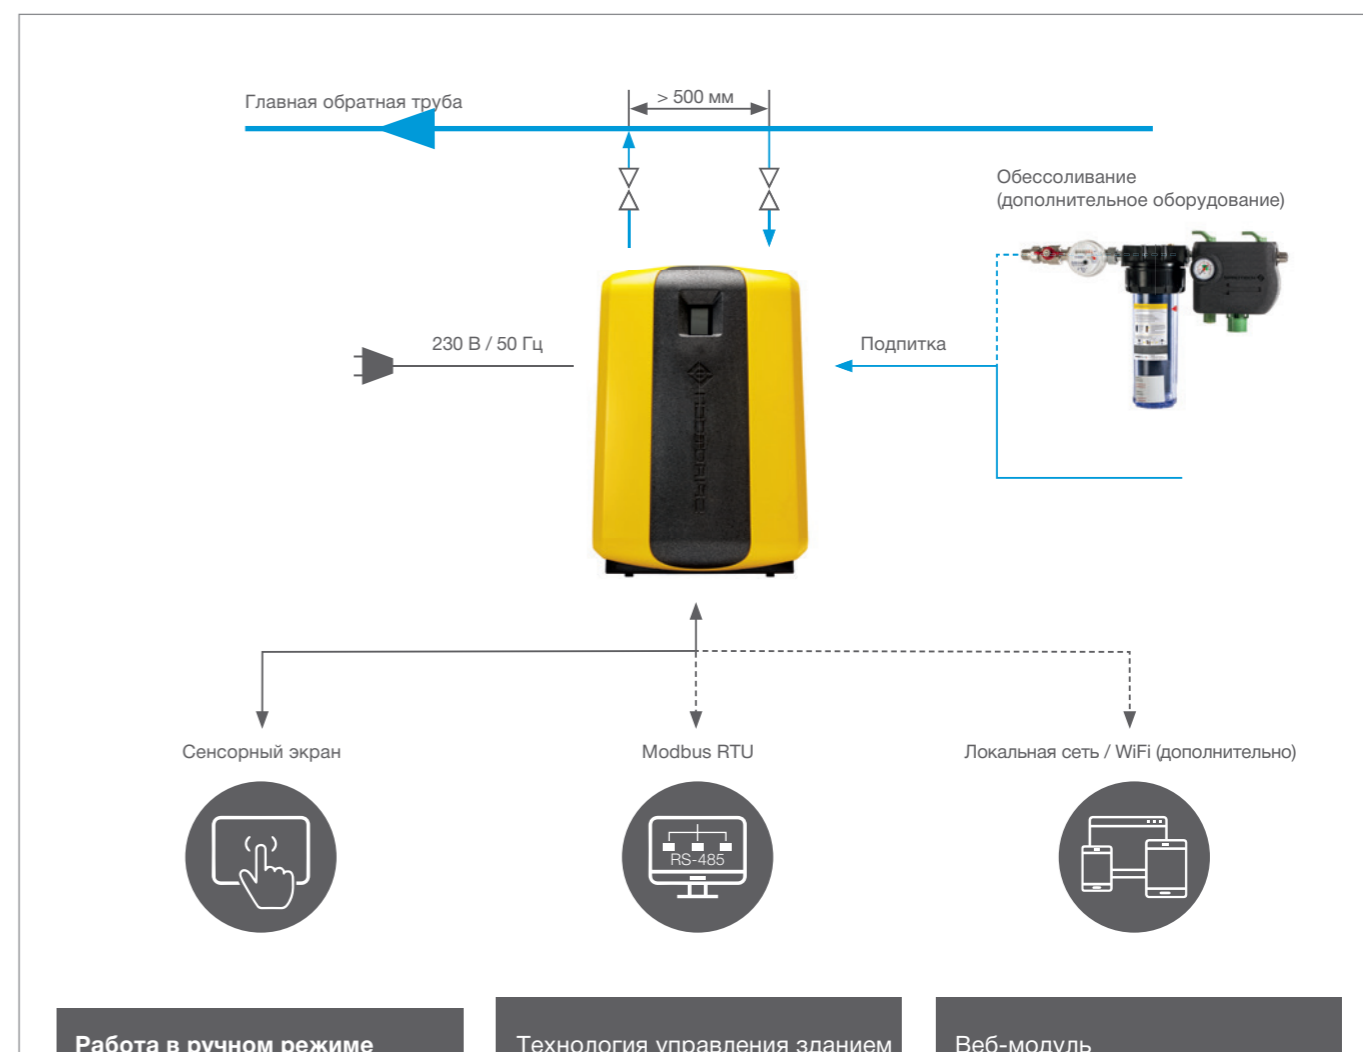 Главная обратная труба
> 500 мм
Обессоливание
(дополнительное оборудование)
230 В / 50 Гц
Подпитка
Сенсорный экран
Modbus RTU
Локальная сеть / WiFi (дополнительно)
RS-485
Работа в ручном режиме
Технология управления зданием
Веб-модуль